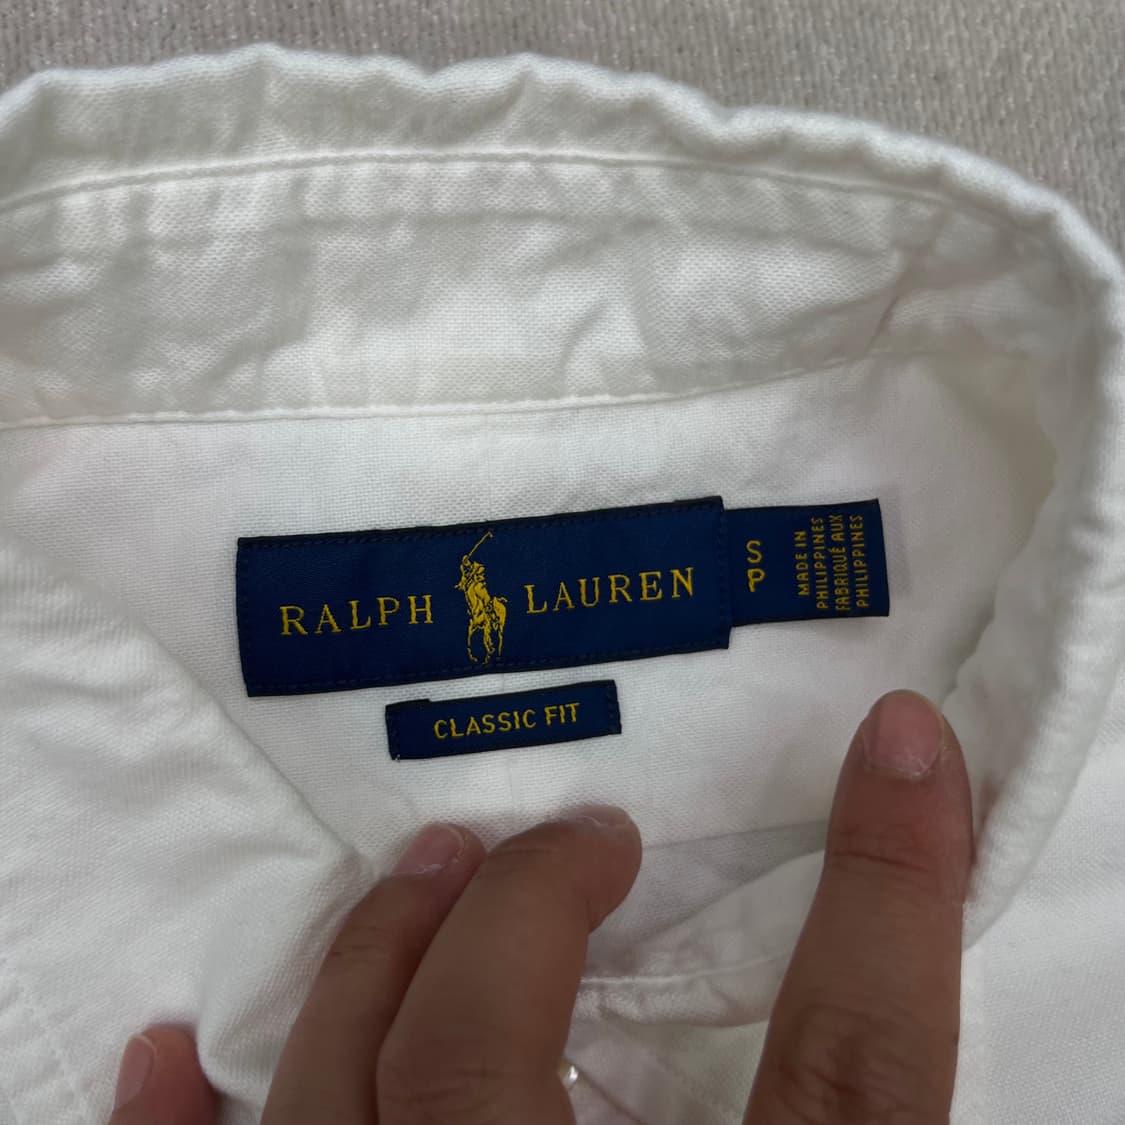 RALPH LAUREN
S
P
MADE IN
PHILIPPINES
FABRIQUÉ AUX
PHILIPPINES
CLASSIC FIT